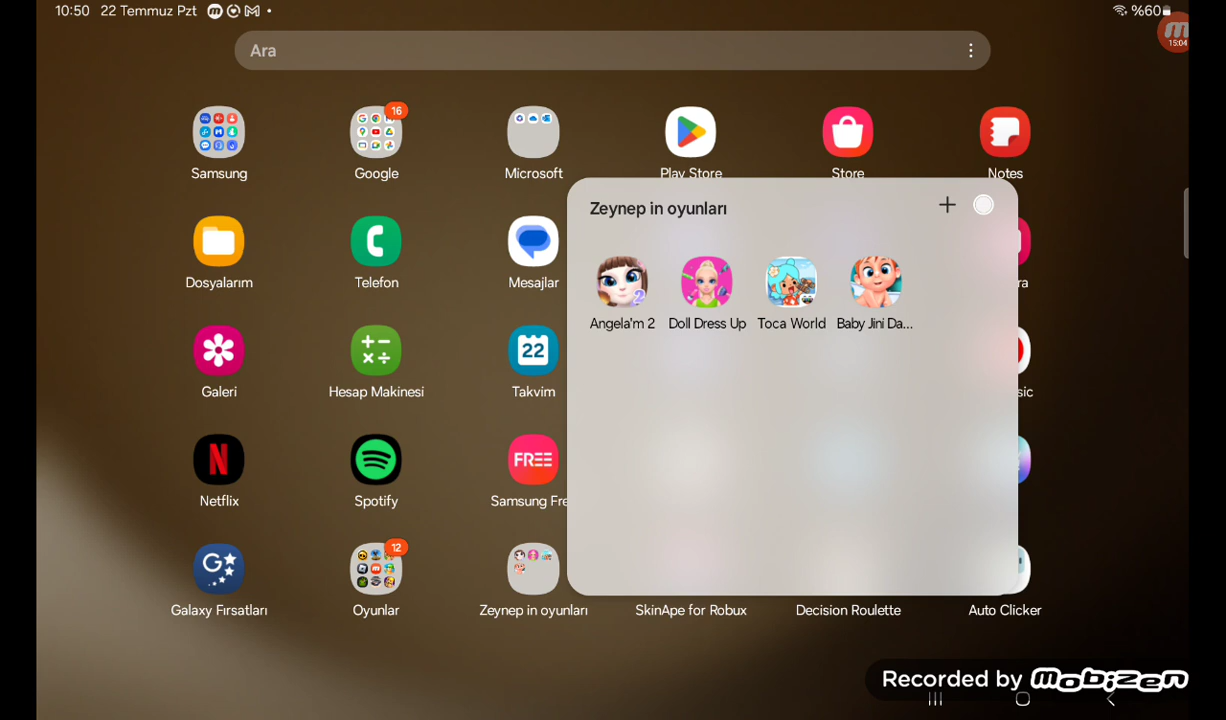 10:50 22 Temmuz Pzt
%60
15:04
Ara
16
Samsung
Google
Microsoft
Play Store
Store
Notes
Zeynep in oyunları
Dosyalarım
Telefon
Mesajlar
Angela'm 2
Doll Dress Up
Toca World
Baby Jini Da...
22
Galeri
Hesap Makinesi
Takvim
FREE
Netflix
Spotify
Samsung Fre
12
Galaxy Fırsatları
Oyunlar
Zeynep in oyunları
SkinApe for Robux
Decision Roulette
Auto Clicker
Recorded by mobizen